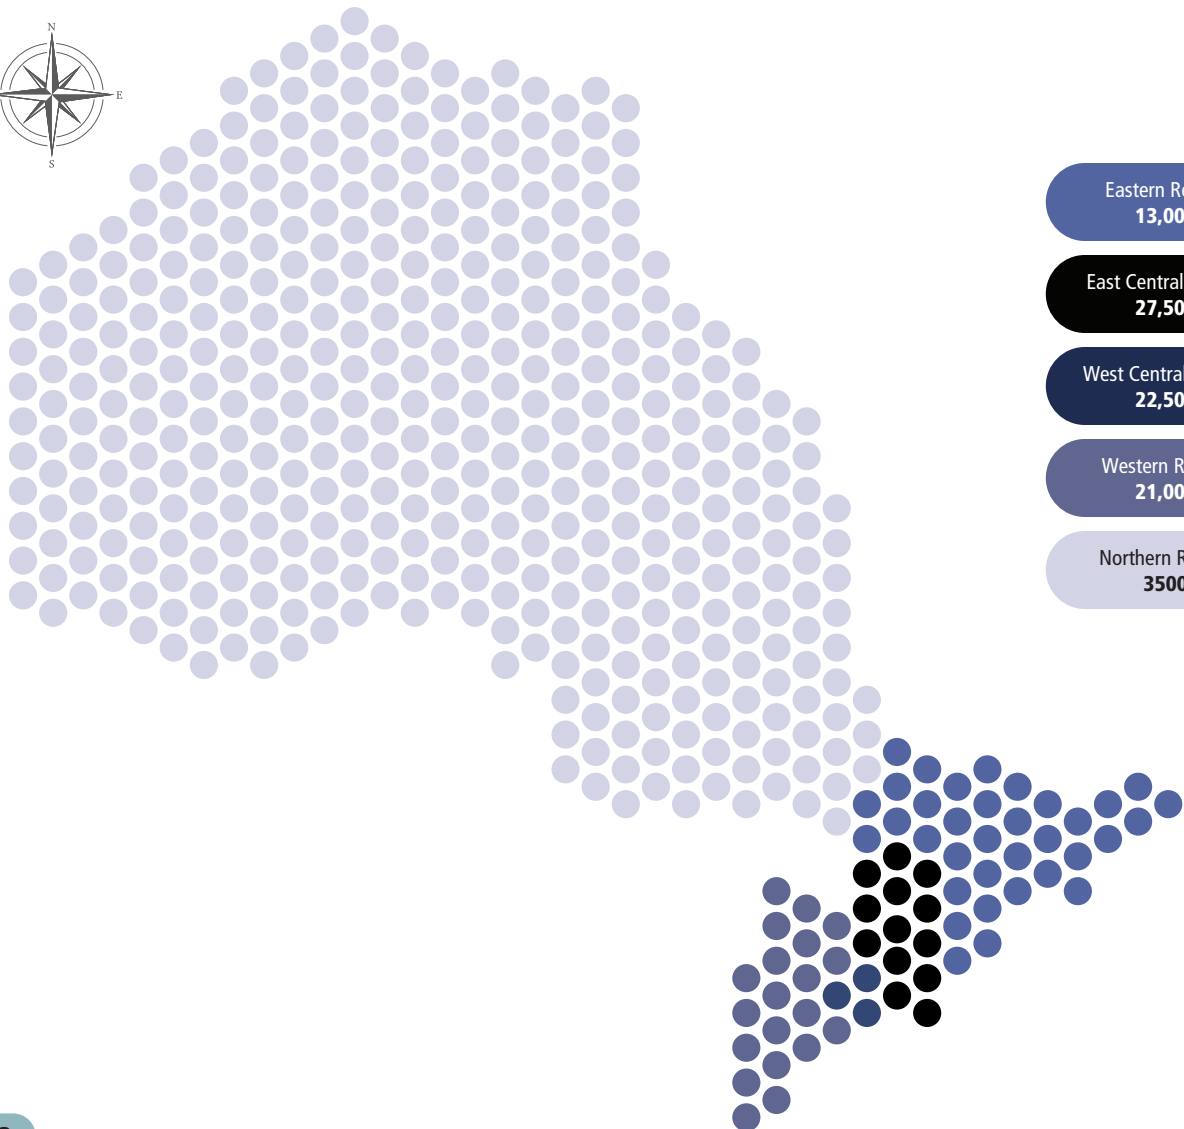 N
E
S
Eastern
13,00
East Central
27,50
West Central
22,50
Western
21,00
Northern
3500